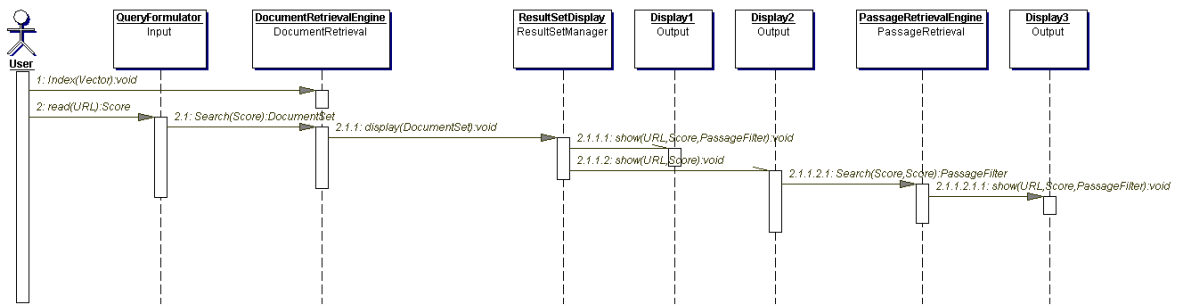 QueryFormulator
Input
DocumentRetrievalEngine
DocumentRetrieval
ResultSetDisplay
ResultSetManager
Display1
Output
Display2
Output
PassageRetrievalEngine
PassageRetrieval
Display3
Output
User
1: Index(Vector):void
2: read(URL):Score
2.1: Search(Score):DocumentSet
2.1.1: display(DocumentSet):void
2.1.1.1: show(URL,Score,PassageFilter):void
2.1.1.2: show(URL,Score):void
2.1.1.2.1: Search(Score,Score):PassageFilter
2.1.1.2.1.1: show(URL,Score,PassageFilter):void